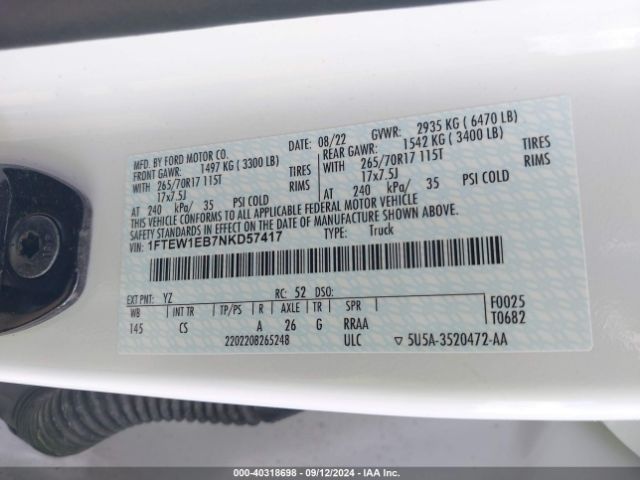 MFD. BY FORD MOTOR CO.
DATE: 08/22 GVWR: 2935 KG ( 6470 LB)
FRONT GAWR: 1497 KG ( 3300 LB) REAR GAWR: 1542 KG ( 3400 LB)
WITH 265/70R17 115T TIRES WITH 265/70R17 115T TIRES
17x7.5J RIMS 17x7.5J RIMS
AT 240 kPa/ 35 PSI COLD AT 240 kPa/ 35 PSI COLD
THIS VEHICLE CONFORMS TO ALL APPLICABLE FEDERAL MOTOR VEHICLE
SAFETY STANDARDS IN EFFECT ON THE DATE OF MANUFACTURE SHOWN ABOVE.
VIN: 1FTEW1EB7NKD57417 TYPE: Truck
EXT PNT: YZ RC: 52 DSO: F0025
WB INT TR TP/PS R AXLE TR SPR T0682
145 CS A 26 G RRAA
2202208265248 ULC ▽ 5U5A-3520472-AA
000-40318698 - 09/12/2024 - IAA Inc.